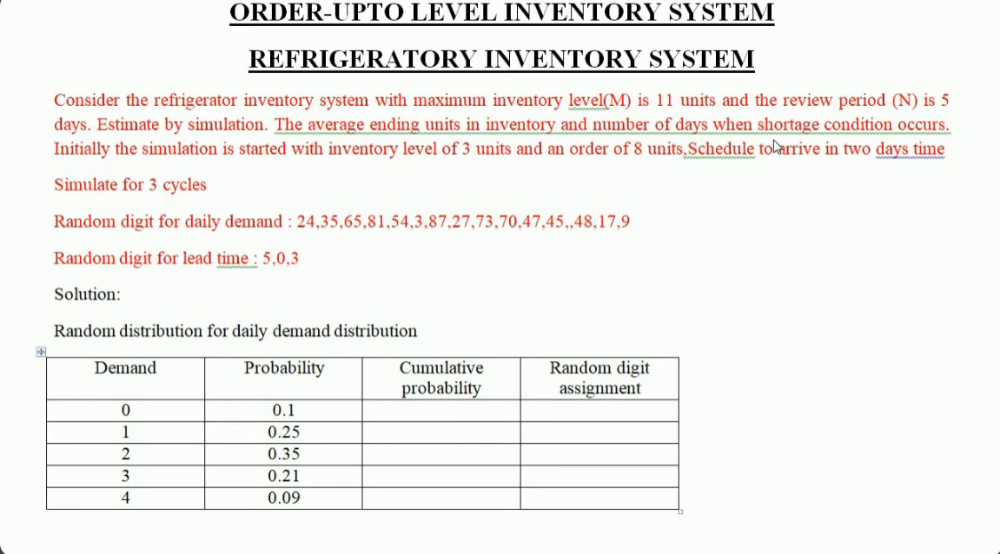 ORDER-UPTO LEVEL INVENTORY SYSTEM
REFRIGERATORY INVENTORY SYSTEM
Consider the refrigerator inventory system with maximum inventory level(M) is 11 units and the review period (N) is 5
days. Estimate by simulation. The average ending units in inventory and number of days when shortage condition occurs.
Initially the simulation is started with inventory level of 3 units and an order of 8 units,Schedule to arrive in two days time
Simulate for 3 cycles
Random digit for daily demand : 24,35,65,81,54,3,87,27,73,70,47,45,,48,17,9
Random digit for lead time : 5,0,3
Solution:
Random distribution for daily demand distribution
Demand Probability Cumulative probability Random digit assignment
0 0.1
1 0.25
2 0.35
3 0.21
4 0.09